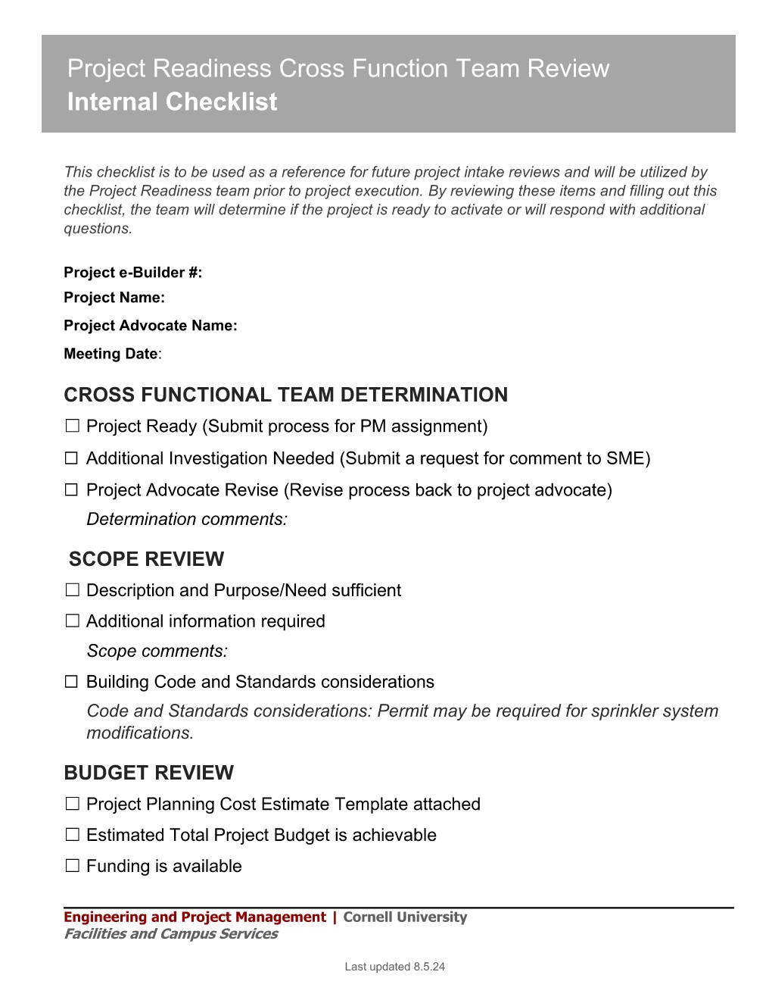 Project Readiness Cross Function Team Review
Internal Checklist
This checklist is to be used as a reference for future project intake reviews and will be utilized by
the Project Readiness team prior to project execution. By reviewing these items and filling out this
checklist, the team will determine if the project is ready to activate or will respond with additional
questions.
Project e-Builder #:
Project Name:
Project Advocate Name:
Meeting Date:
CROSS FUNCTIONAL TEAM DETERMINATION
☐ Project Ready (Submit process for PM assignment)
☐ Additional Investigation Needed (Submit a request for comment to SME)
☐ Project Advocate Revise (Revise process back to project advocate)
Determination comments:
SCOPE REVIEW
☐ Description and Purpose/Need sufficient
☐ Additional information required
Scope comments:
☐ Building Code and Standards considerations
Code and Standards considerations: Permit may be required for sprinkler system
modifications.
BUDGET REVIEW
☐ Project Planning Cost Estimate Template attached
☐ Estimated Total Project Budget is achievable
☐ Funding is available
Engineering and Project Management | Cornell University
Facilities and Campus Services
Last updated 8.5.24